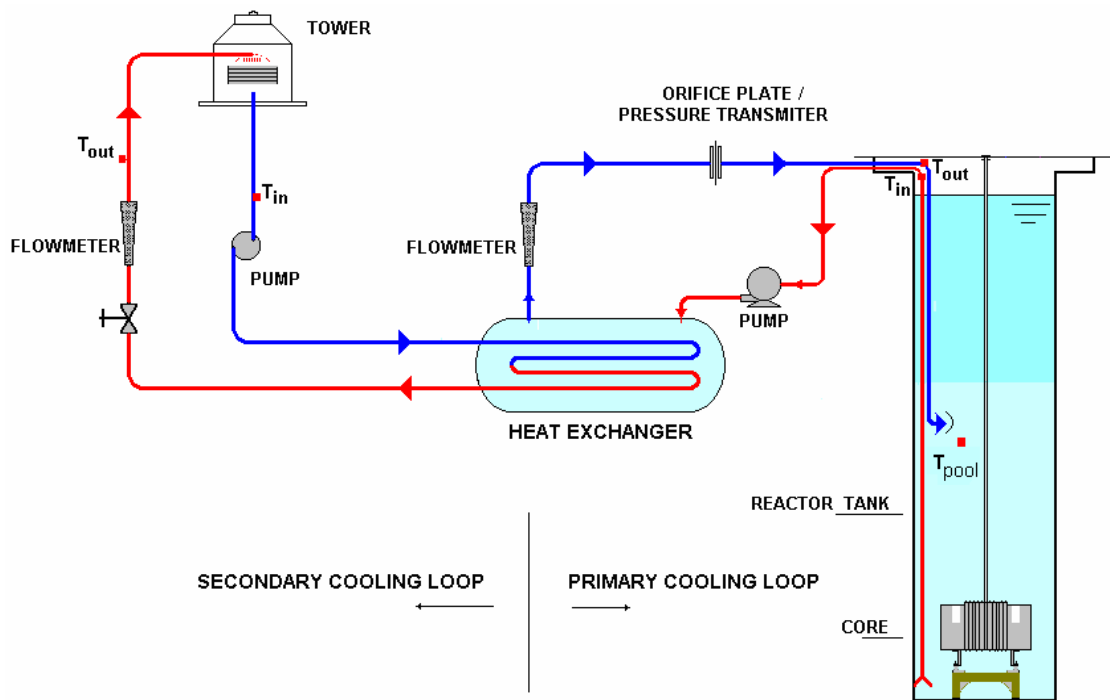 TOWER
ORIFICE PLATE /
PRESSURE TRANSMITER
Tout
Tin
Tout
Tin
FLOWMETER
PUMP
FLOWMETER
PUMP
HEAT EXCHANGER
Tpool
REACTOR TANK
SECONDARY COOLING LOOP
PRIMARY COOLING LOOP
CORE